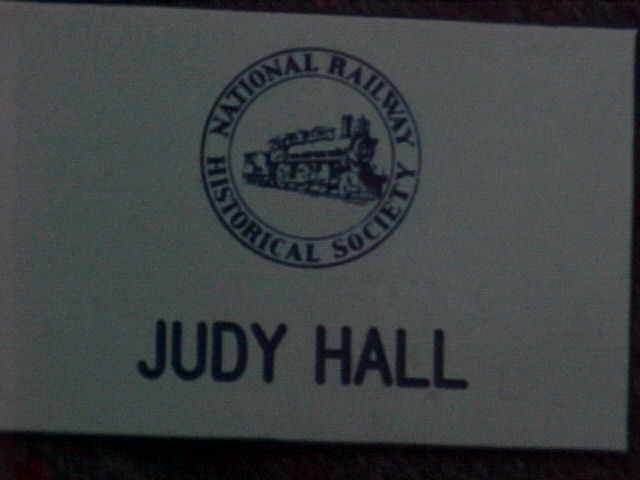 NATIONAL RAILWAY
HISTORICAL SOCIETY
JUDY HALL